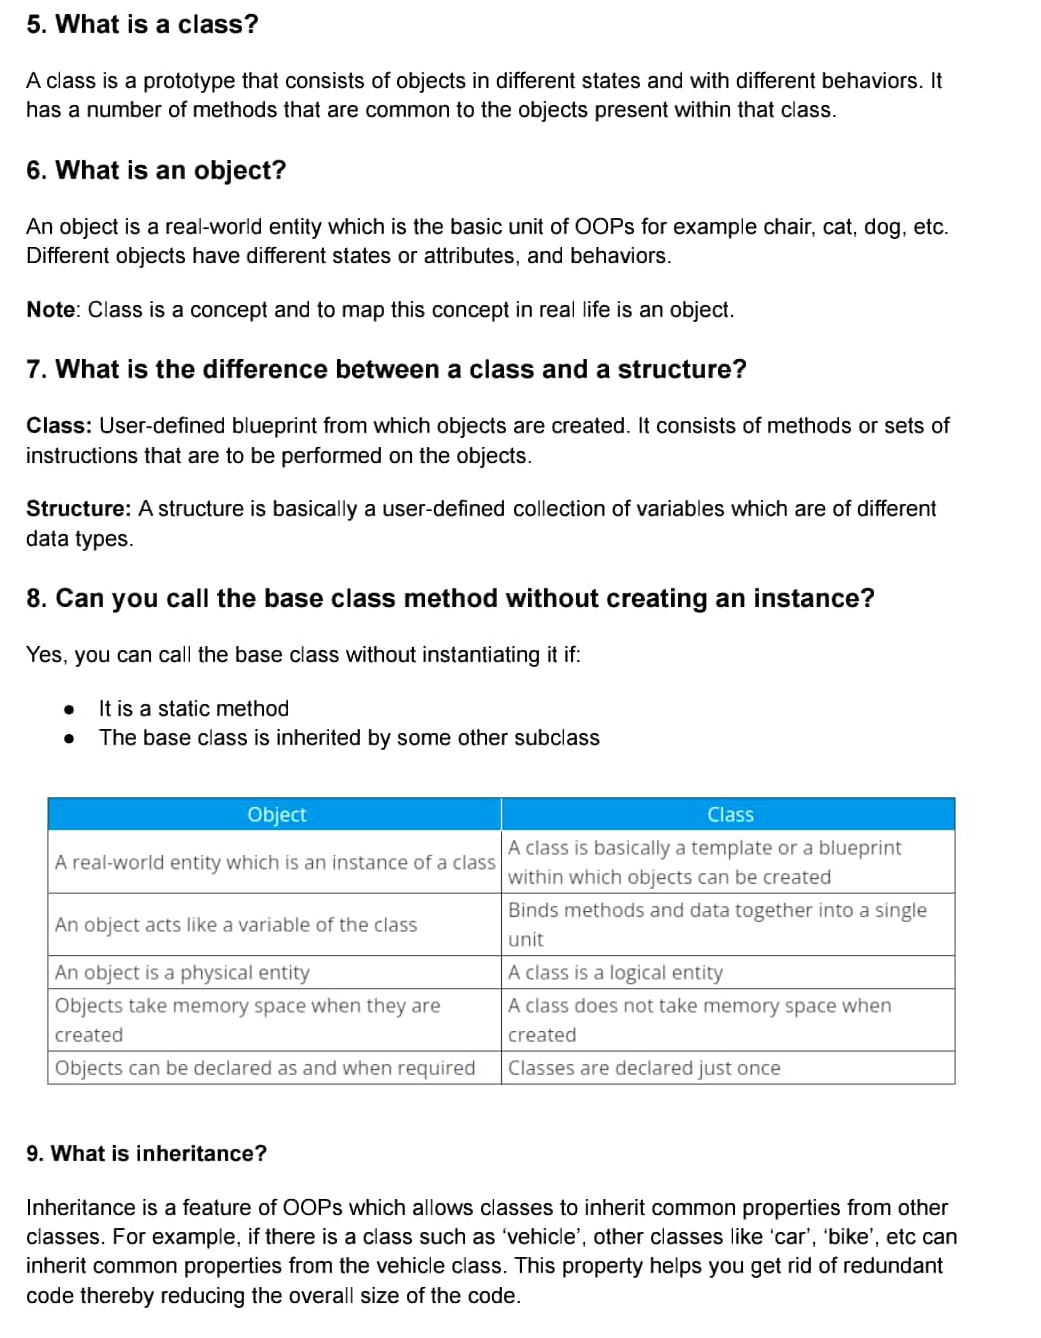 5. What is a class?
A class is a prototype that consists of objects in different states and with different behaviors. It
has a number of methods that are common to the objects present within that class.
6. What is an object?
An object is a real-world entity which is the basic unit of OOPs for example chair, cat, dog, etc.
Different objects have different states or attributes, and behaviors.
Note: Class is a concept and to map this concept in real life is an object.
7. What is the difference between a class and a structure?
Class: User-defined blueprint from which objects are created. It consists of methods or sets of
instructions that are to be performed on the objects.
Structure: A structure is basically a user-defined collection of variables which are of different
data types.
8. Can you call the base class method without creating an instance?
Yes, you can call the base class without instantiating it if:
● It is a static method
● The base class is inherited by some other subclass
Object Class
A real-world entity which is an instance of a class
A class is basically a template or a blueprint
within which objects can be created
An object acts like a variable of the class
Binds methods and data together into a single
unit
An object is a physical entity
A class is a logical entity
Objects take memory space when they are
created
A class does not take memory space when
created
Objects can be declared as and when required
Classes are declared just once
9. What is inheritance?
Inheritance is a feature of OOPs which allows classes to inherit common properties from other
classes. For example, if there is a class such as ‘vehicle’, other classes like ‘car’, ‘bike’, etc can
inherit common properties from the vehicle class. This property helps you get rid of redundant
code thereby reducing the overall size of the code.